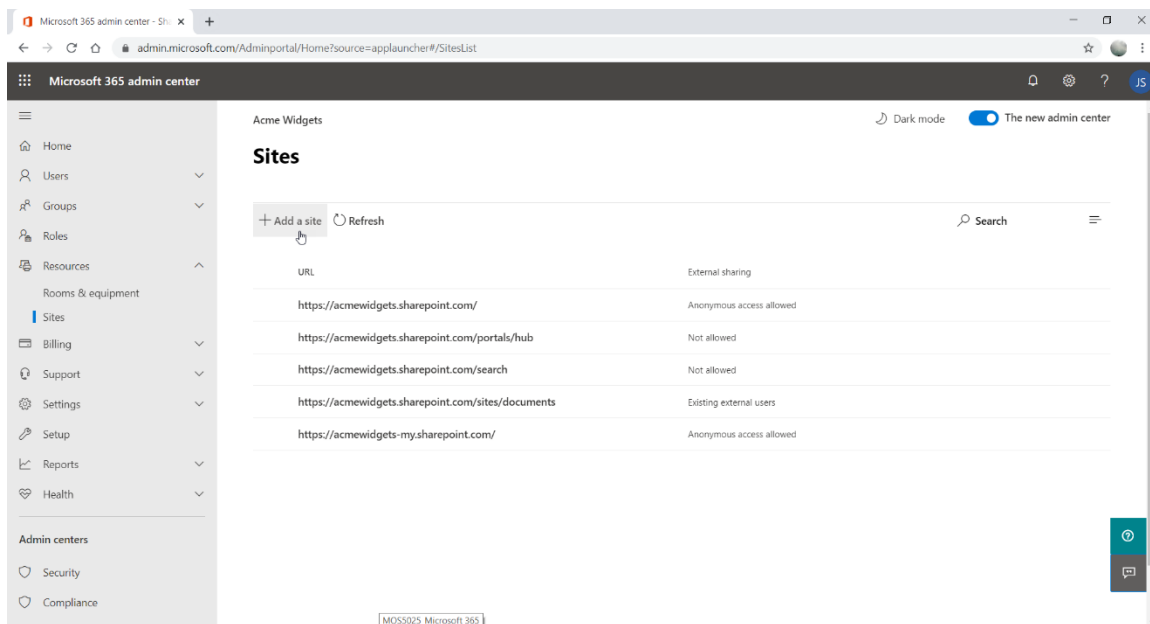 Microsoft 365 admin center - Sh
admin.microsoft.com/Adminportal/Home?source=applauncher#/SitesList
Microsoft 365 admin center
? JS
Acme Widgets
Dark mode
The new admin center
Home
Sites
Users
Groups
+ Add a site
Refresh
Search
Roles
Resources
URL
External sharing
Rooms & equipment
https://acmewidgets.sharepoint.com/
Anonymous access allowed
Sites
https://acmewidgets.sharepoint.com/portals/hub
Not allowed
Billing
https://acmewidgets.sharepoint.com/search
Not allowed
Support
https://acmewidgets.sharepoint.com/sites/documents
Existing external users
Settings
https://acmewidgets-my.sharepoint.com/
Anonymous access allowed
Setup
Reports
Health
Admin centers
Security
Compliance
MOS5025 Microsoft 365